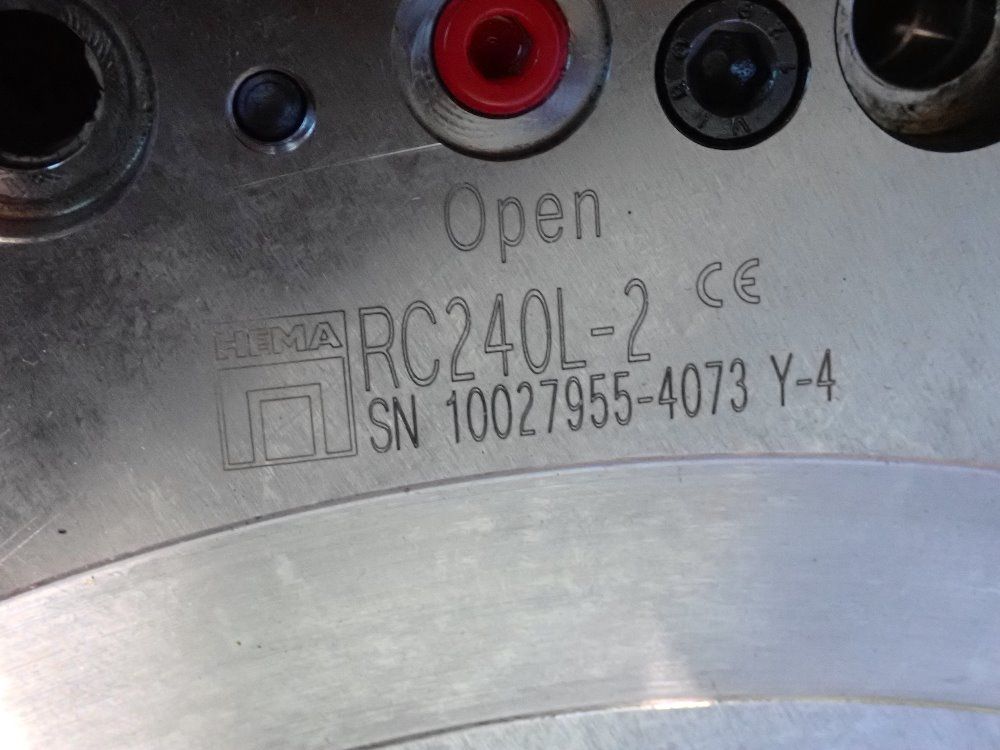 Open
CE
HEMA
RC240L-2
SN 10027955-4073 Y-4